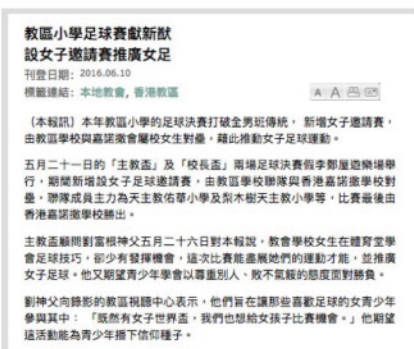 教區小學足球賽獻新猷
設女子邀請賽推廣女足
刊登日期: 2016.06.10
標籤連結: 本地教會, 香港教區
A A
（本報訊）本年教區小學的足球決賽打破全男班傳統，新增女子邀請賽，
由教區學校與嘉諾撒會屬校女生對壘，藉此推動女子足球運動。
五月二十一日的「主教盃」及「校長盃」兩場足球決賽假李鄭屋遊樂場舉
行，期間新增設女子足球邀請賽，由教區學校聯隊與香港嘉諾撒學校對
壘，聯隊成員主力為天主教佑華小學及梨木樹天主教小學等，比賽最後由
香港嘉諾撒學校勝出。
主教盃顧問劉富根神父五月二十六日對本報說，教會學校女生在體育堂學
會足球技巧，卻少有發揮機會，這次比賽能盡展她們的運動才能，並推廣
女子足球。他又期望青少年學會以尊重別人、敗不氣餒的態度面對勝負。
劉神父向錄影的教區視聽中心表示，他們旨在讓那些喜歡足球的女青少年
參與其中：「既然有女子世界盃，我們也想給女孩子比賽機會。」他期望
這活動能為青少年播下信仰種子。